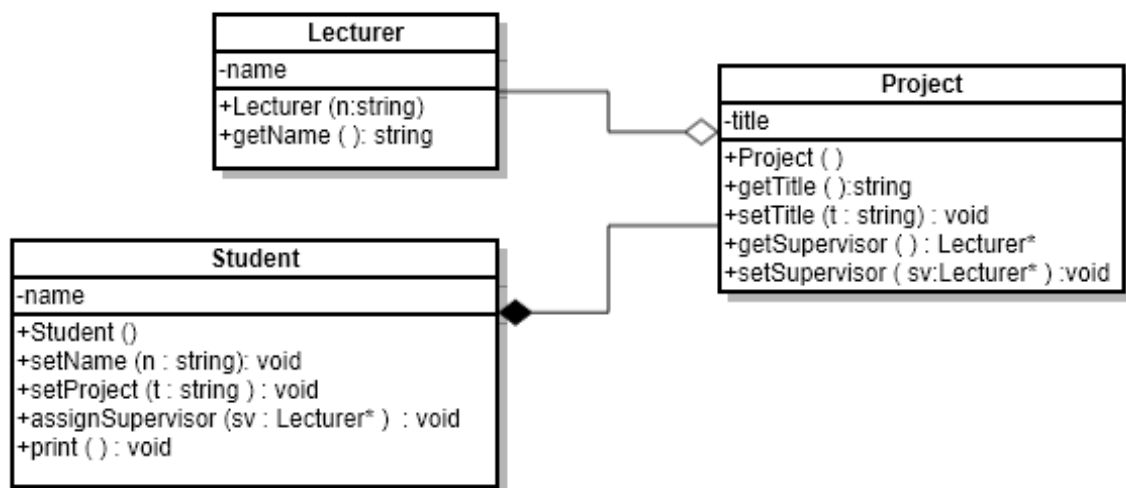 Lecturer
-name
+Lecturer (n:string)
+getName ( ): string
Project
-title
+Project ( )
+getTitle ( ):string
+setTitle (t : string) : void
+getSupervisor ( ) : Lecturer*
+setSupervisor ( sv:Lecturer* ) :void
Student
-name
+Student ()
+setName (n : string): void
+setProject (t : string ) : void
+assignSupervisor (sv : Lecturer* )  : void
+print ( ) : void